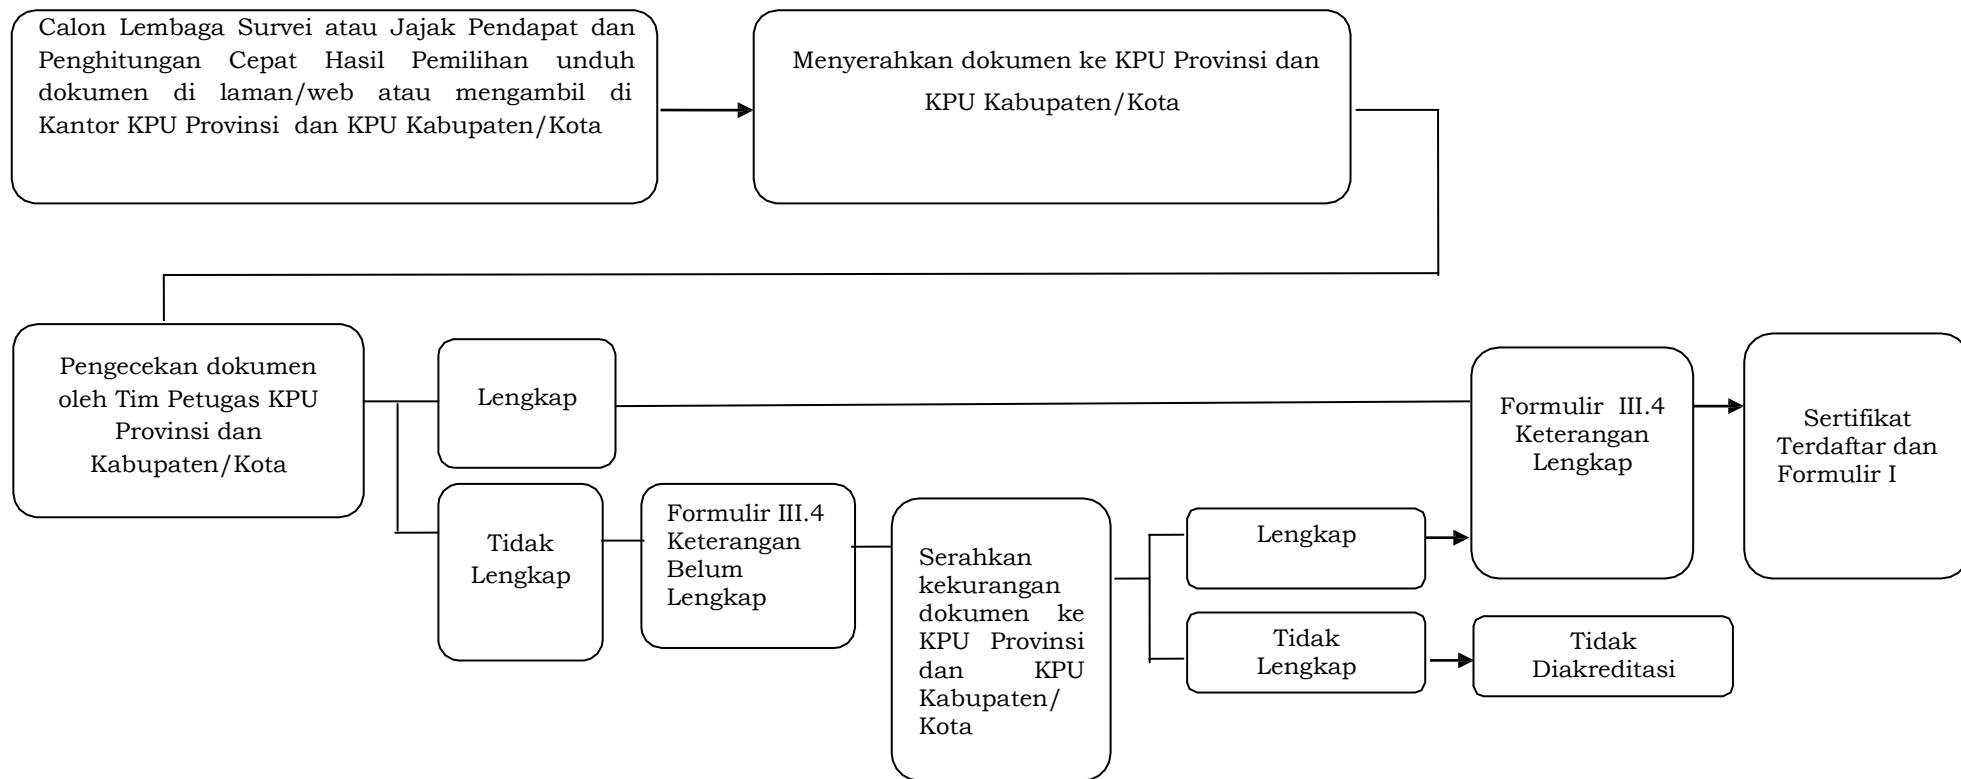 Calon Lembaga Survei atau Jajak Pendapat dan
Penghitungan Cepat Hasil Pemilihan unduh
dokumen di laman/web atau mengambil di
Kantor KPU Provinsi dan KPU Kabupaten/Kota
Menyerahkan dokumen ke KPU Provinsi dan
KPU Kabupaten/Kota
Pengecekan dokumen
oleh Tim Petugas KPU
Provinsi dan
Kabupaten/Kota
Lengkap
Tidak
Lengkap
Formulir III.4
Keterangan
Belum
Lengkap
Serahkan
kekurangan
dokumen ke
KPU Provinsi
dan KPU
Kabupaten/
Kota
Lengkap
Tidak
Lengkap
Formulir III.4
Keterangan
Lengkap
Tidak
Diakreditasi
Sertifikat
Terdaftar dan
Formulir I